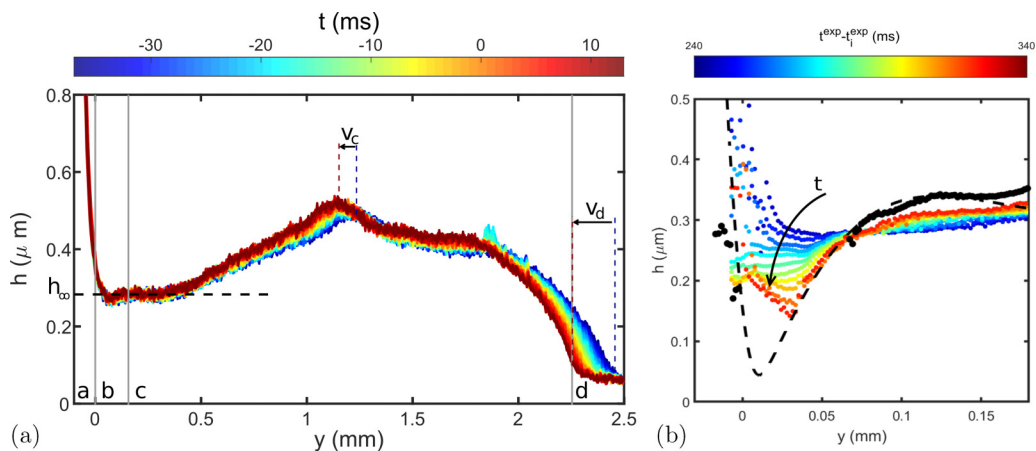 t (ms)
-30 -20 -10 0 10
0.8
0.6
0.4
0.2
0
h (μ m)
h∞
v_c
v_d
a b c d
0 0.5 1 1.5 2 2.5
y (mm)
(a)
t^exp-t_i^exp (ms)
240 340
0.5
0.4
0.3
0.2
0.1
0
h (μm)
t
0 0.05 0.1 0.15
y (mm)
(b)